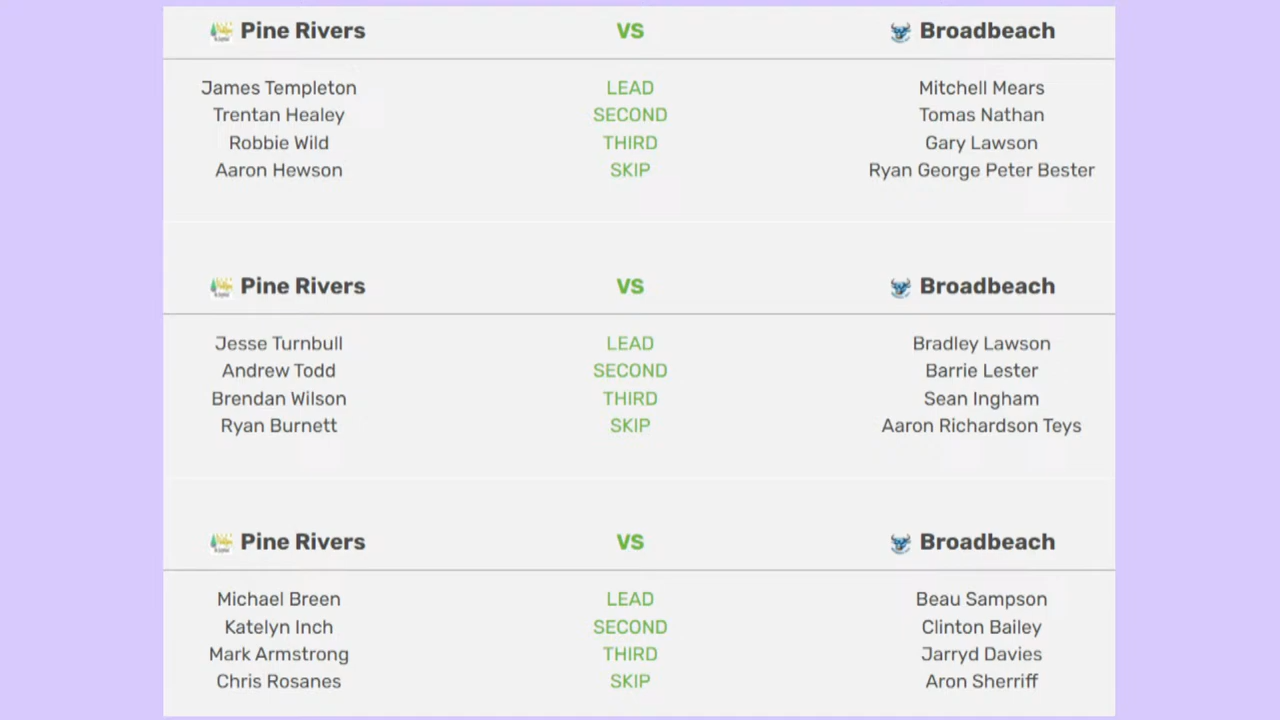 Pine Rivers VS Broadbeach
James Templeton LEAD Mitchell Mears
Trentan Healey SECOND Tomas Nathan
Robbie Wild THIRD Gary Lawson
Aaron Hewson SKIP Ryan George Peter Bester
Pine Rivers VS Broadbeach
Jesse Turnbull LEAD Bradley Lawson
Andrew Todd SECOND Barrie Lester
Brendan Wilson THIRD Sean Ingham
Ryan Burnett SKIP Aaron Richardson Teys
Pine Rivers VS Broadbeach
Michael Breen LEAD Beau Sampson
Katelyn Inch SECOND Clinton Bailey
Mark Armstrong THIRD Jarryd Davies
Chris Rosanes SKIP Aron Sherriff